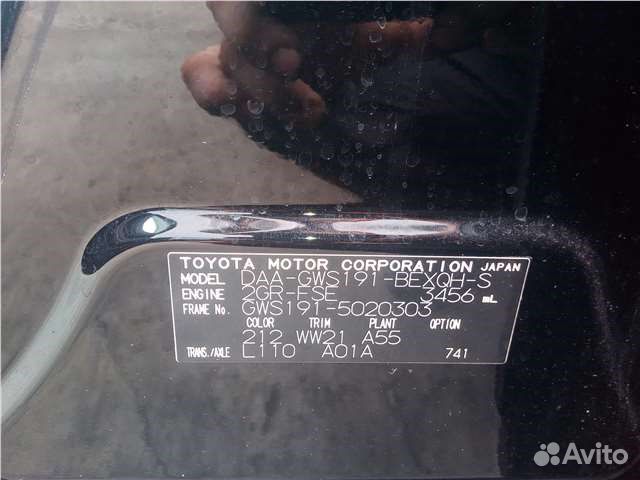 TOYOTA MOTOR CORPORATION JAPAN
MODEL DAA-GWS191-BEXQH-S
ENGINE 2GR-FSE 3456 mL
FRAME No. GWS191-5020303
COLOR TRIM PLANT OPTION
212 WW21 A55
TRANS./AXLE L110 A01A 741
Avito